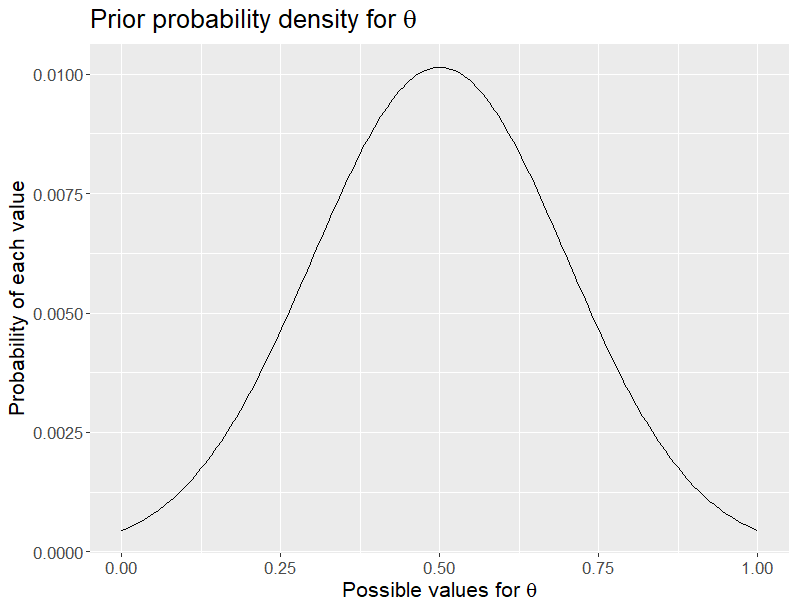 Prior probability density for θ
Probability of each value
0.0100
0.0075
0.0050
0.0025
0.0000
0.00 0.25 0.50 0.75 1.00
Possible values for θ